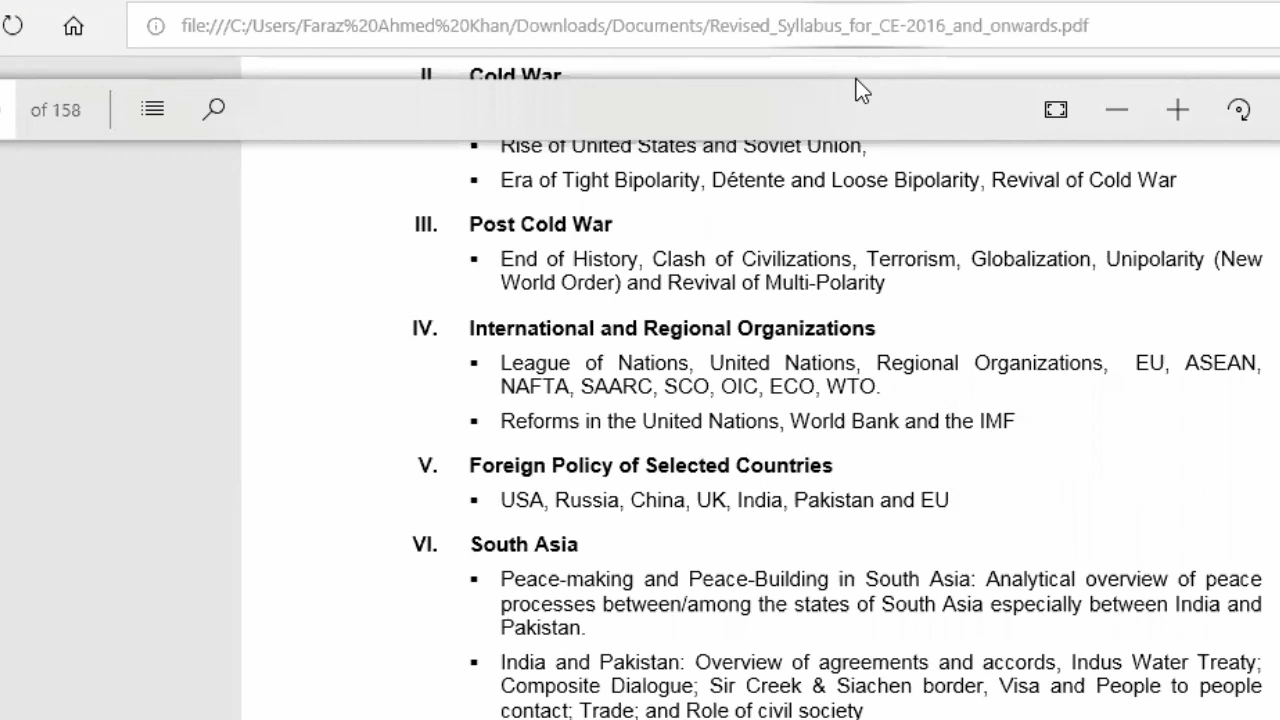 file:///C:/Users/Faraz%20Ahmed%20Khan/Downloads/Documents/Revised_Syllabus_for_CE-2016_and_onwards.pdf
II. Cold War
of 158
▪ Rise of United States and Soviet Union,
▪ Era of Tight Bipolarity, Détente and Loose Bipolarity, Revival of Cold War
III. Post Cold War
▪ End of History, Clash of Civilizations, Terrorism, Globalization, Unipolarity (New
World Order) and Revival of Multi-Polarity
IV. International and Regional Organizations
▪ League of Nations, United Nations, Regional Organizations, EU, ASEAN,
NAFTA, SAARC, SCO, OIC, ECO, WTO.
▪ Reforms in the United Nations, World Bank and the IMF
V. Foreign Policy of Selected Countries
▪ USA, Russia, China, UK, India, Pakistan and EU
VI. South Asia
▪ Peace-making and Peace-Building in South Asia: Analytical overview of peace
processes between/among the states of South Asia especially between India and
Pakistan.
▪ India and Pakistan: Overview of agreements and accords, Indus Water Treaty;
Composite Dialogue; Sir Creek & Siachen border, Visa and People to people
contact; Trade; and Role of civil society